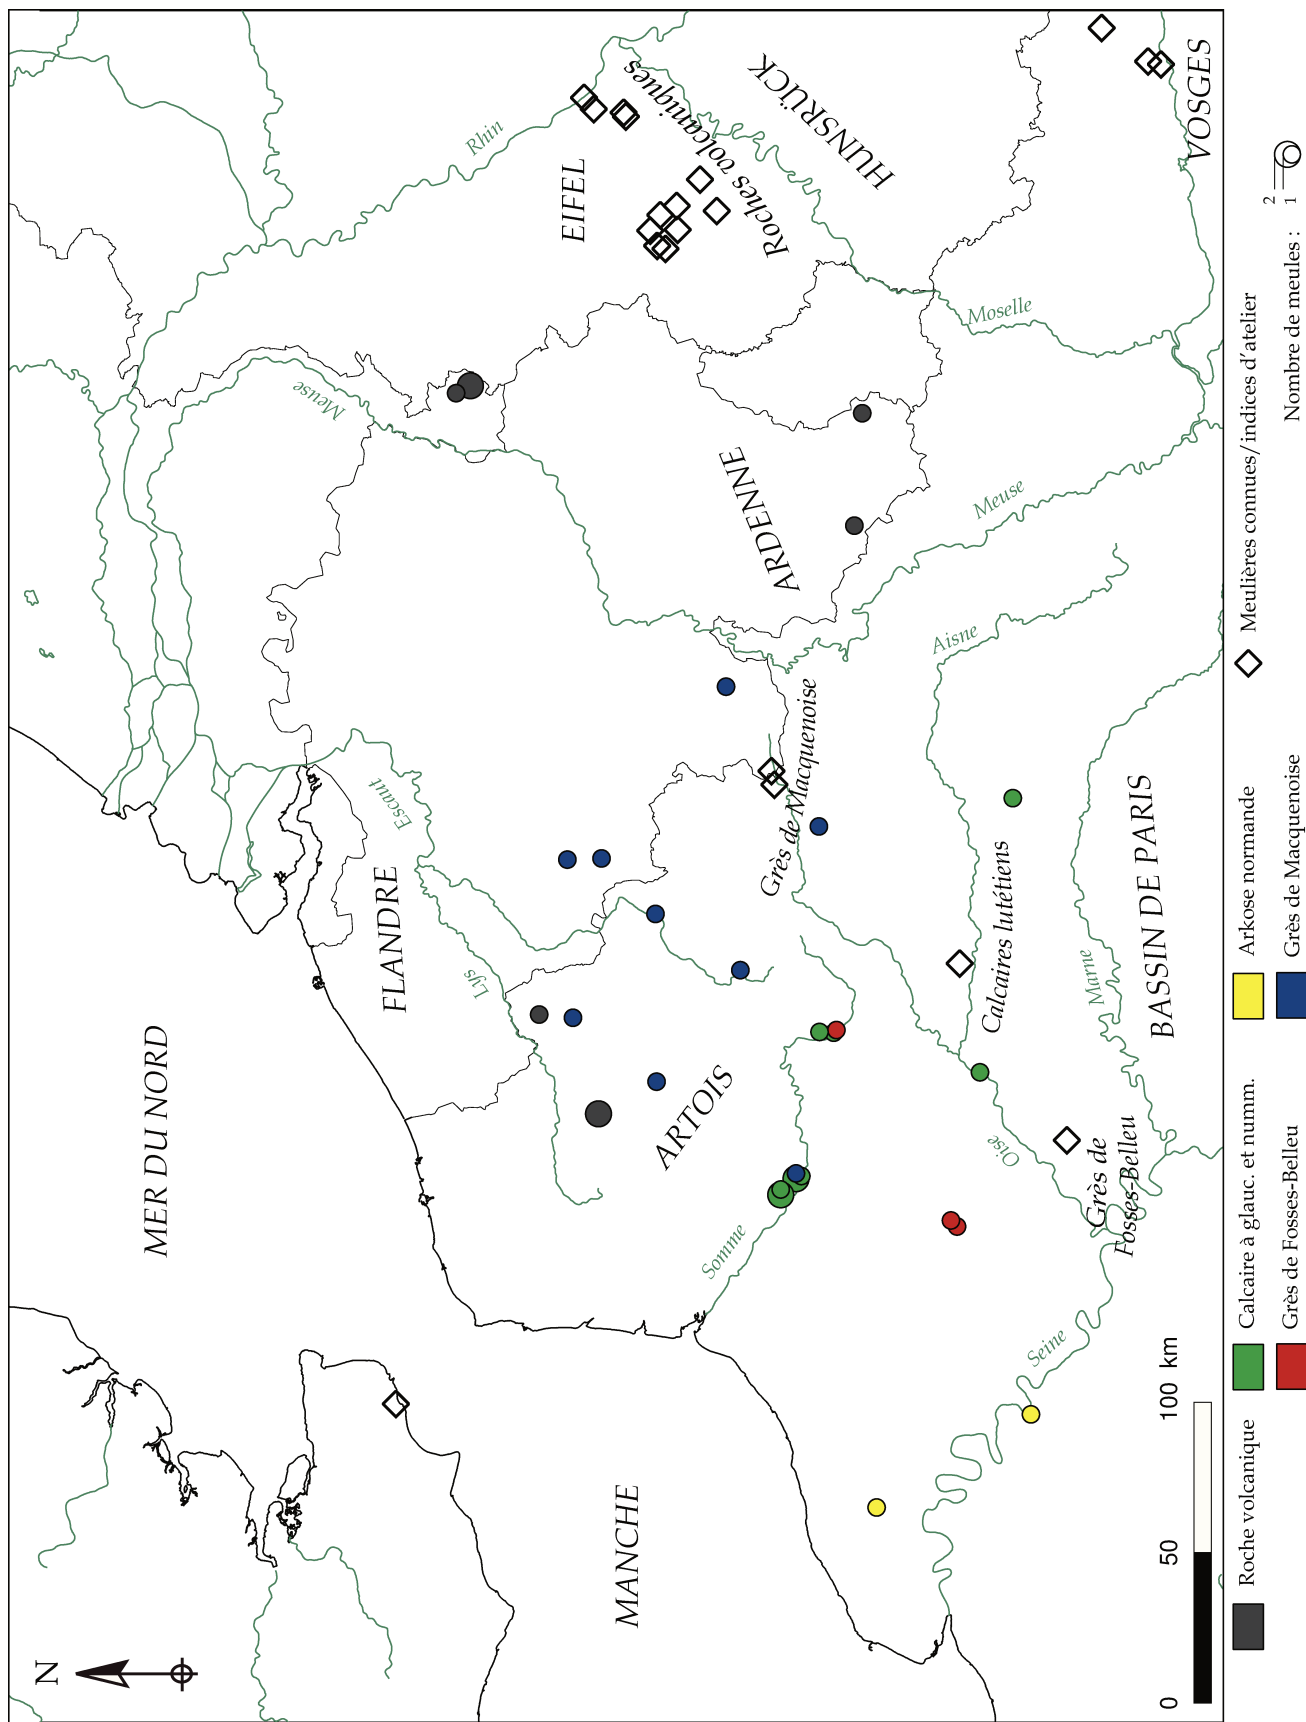 N
MER DU NORD
MANCHE
FLANDRE
ARTOIS
ARDENNE
EIFEL
HUNSRÜCK
VOSGES
BASSIN DE PARIS
Roches volcaniques
Grès de Macquenoise
Calcaires lutétiens
Grès de
Fosses-Belleu
Rhin
Meuse
Escaut
Lys
Somme
Oise
Aisne
Marne
Seine
Meuse
Moselle
0
50
100 km
Roche volcanique
Calcaire à glauc. et numm.
Arkose normande
Meulières connues/indices d'atelier
Grès de Fosses-Belleu
Grès de Macquenoise
Nombre de meules :
1
2